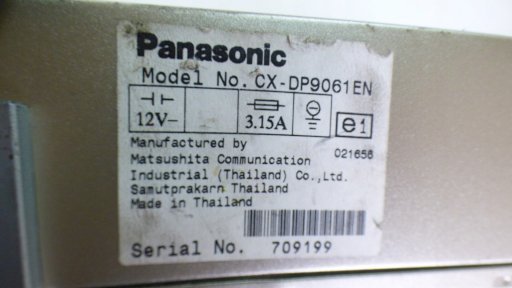 Panasonic
Model No. CX-DP9061EN
12V⎓ 3.15A e1
021656
Manufactured by
Matsushita Communication
Industrial (Thailand) Co.,Ltd.
Samutprakarn Thailand
Made in Thailand
Serial No. 709199